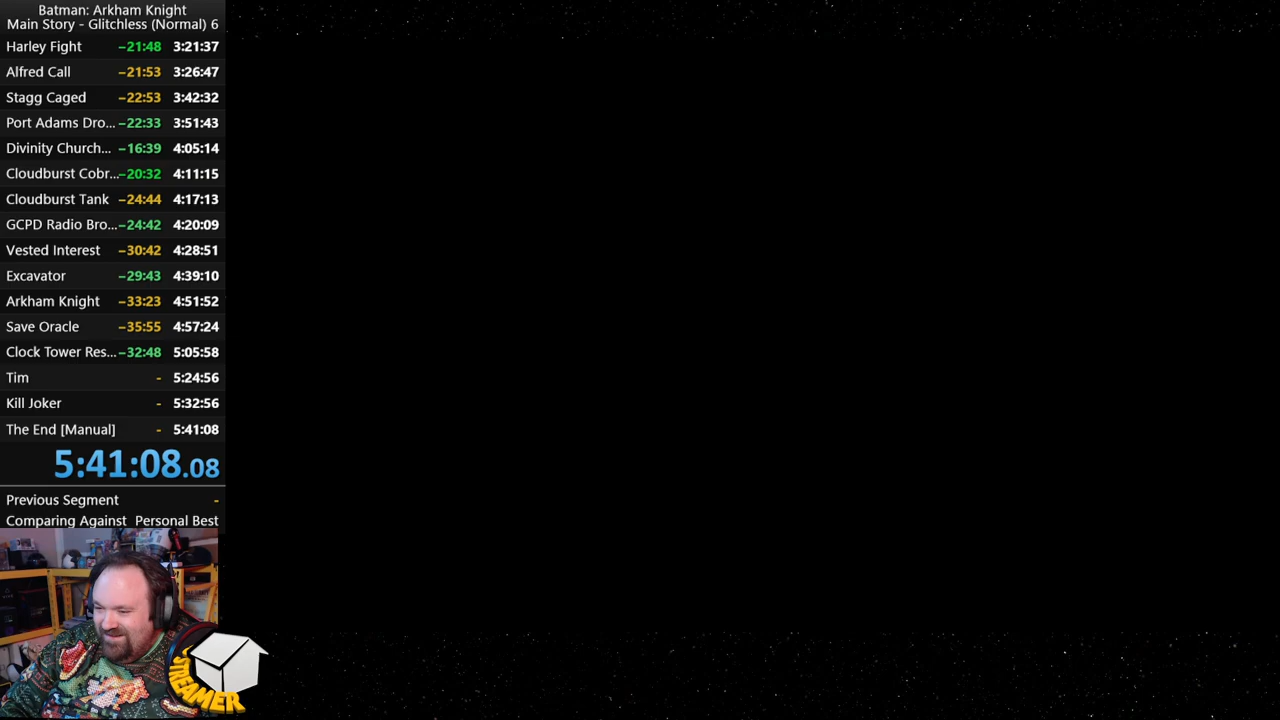 Batman: Arkham Knight
Main Story - Glitchless (Normal) 6
Harley Fight -21:48 3:21:37
Alfred Call -21:53 3:26:47
Stagg Caged -22:53 3:42:32
Port Adams Dro... -22:33 3:51:43
Divinity Church... -16:39 4:05:14
Cloudburst Cobr... -20:32 4:11:15
Cloudburst Tank -24:44 4:17:13
GCPD Radio Bro... -24:42 4:20:09
Vested Interest -30:42 4:28:51
Excavator -29:43 4:39:10
Arkham Knight -33:23 4:51:52
Save Oracle -35:55 4:57:24
Clock Tower Res... -32:48 5:05:58
Tim - 5:24:56
Kill Joker - 5:32:56
The End [Manual] - 5:41:08
5:41:08.08
Previous Segment -
Comparing Against Personal Best
STREAMER